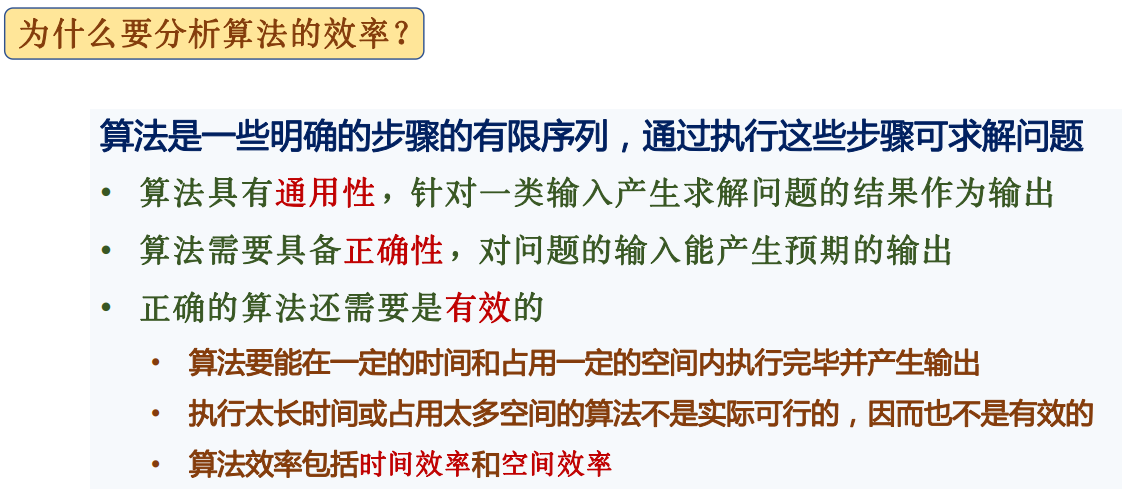 为什么要分析算法的效率？
算法是一些明确的步骤的有限序列，通过执行这些步骤可求解问题
• 算法具有通用性，针对一类输入产生求解问题的结果作为输出
• 算法需要具备正确性，对问题的输入能产生预期的输出
• 正确的算法还需要是有效的
• 算法要能在一定的时间和占用一定的空间内执行完毕并产生输出
• 执行太长时间或占用太多空间的算法不是实际可行的，因而也不是有效的
• 算法效率包括时间效率和空间效率